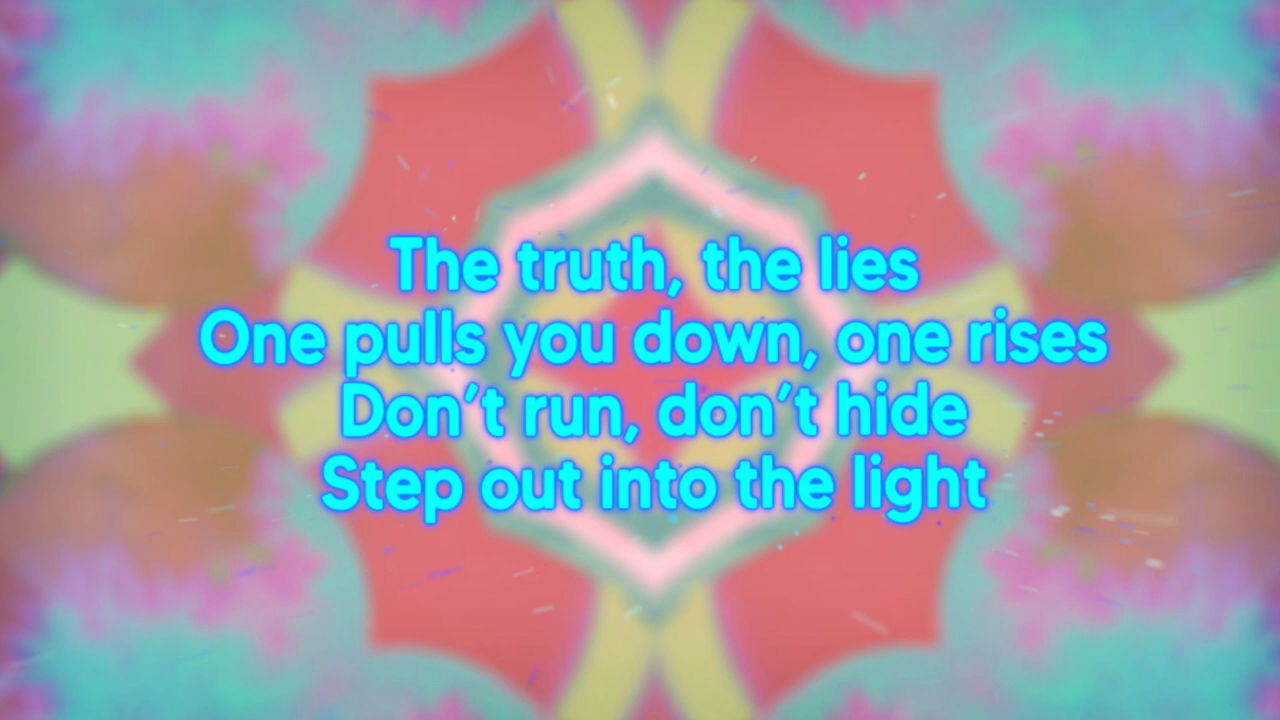 The truth, the lies
One pulls you down, one rises
Don’t run, don’t hide
Step out into the light